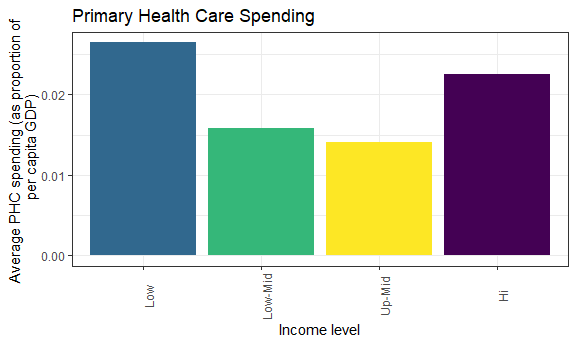 Primary Health Care Spending
Average PHC spending (as proportion of
per capita GDP)
0.02
0.01
0.00
Low
Low-Mid
Up-Mid
Hi
Income level